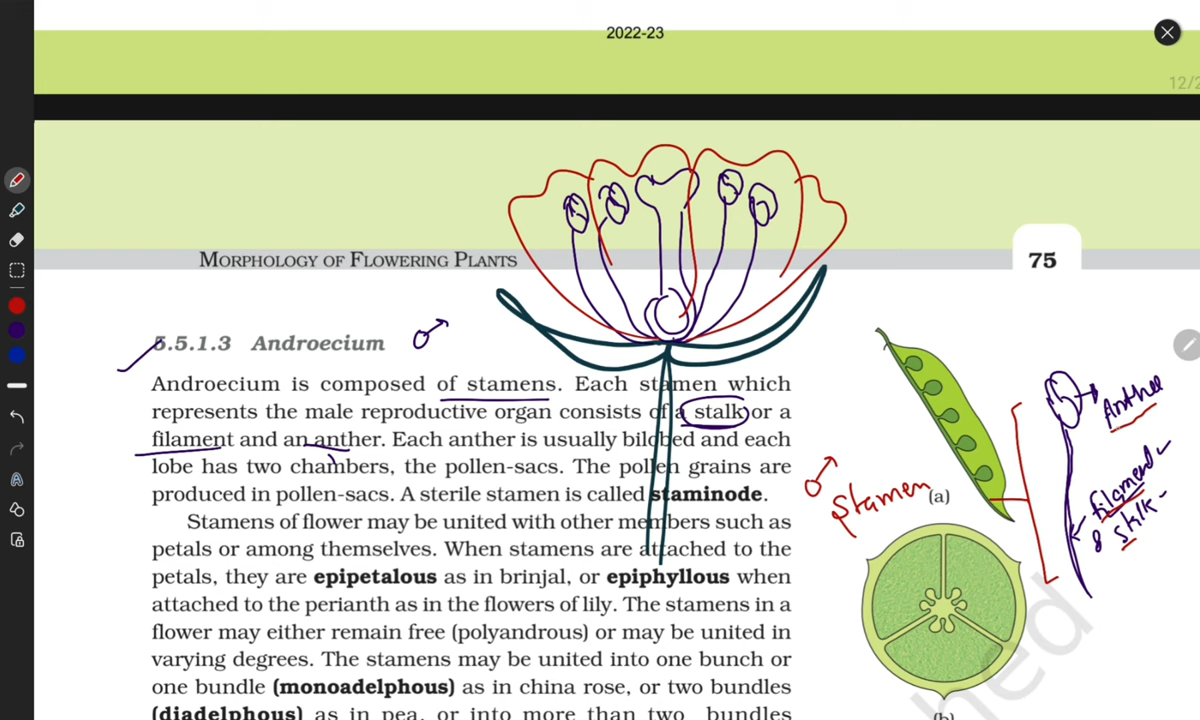 2022-23
12/2
MORPHOLOGY OF FLOWERING PLANTS
75
5.5.1.3 Androecium
Androecium is composed of stamens. Each stamen which
represents the male reproductive organ consists of a stalk or a
filament and an anther. Each anther is usually bilobed and each
lobe has two chambers, the pollen-sacs. The pollen grains are
produced in pollen-sacs. A sterile stamen is called staminode.
Stamens of flower may be united with other members such as
petals or among themselves. When stamens are attached to the
petals, they are epipetalous as in brinjal, or epiphyllous when
attached to the perianth as in the flowers of lily. The stamens in a
flower may either remain free (polyandrous) or may be united in
varying degrees. The stamens may be united into one bunch or
one bundle (monoadelphous) as in china rose, or two bundles
(diadelphous) as in pea, or into more than two bundles
♂
♂
Stamen
(a)
Anther
filamend
8 stlk
(b)
hed